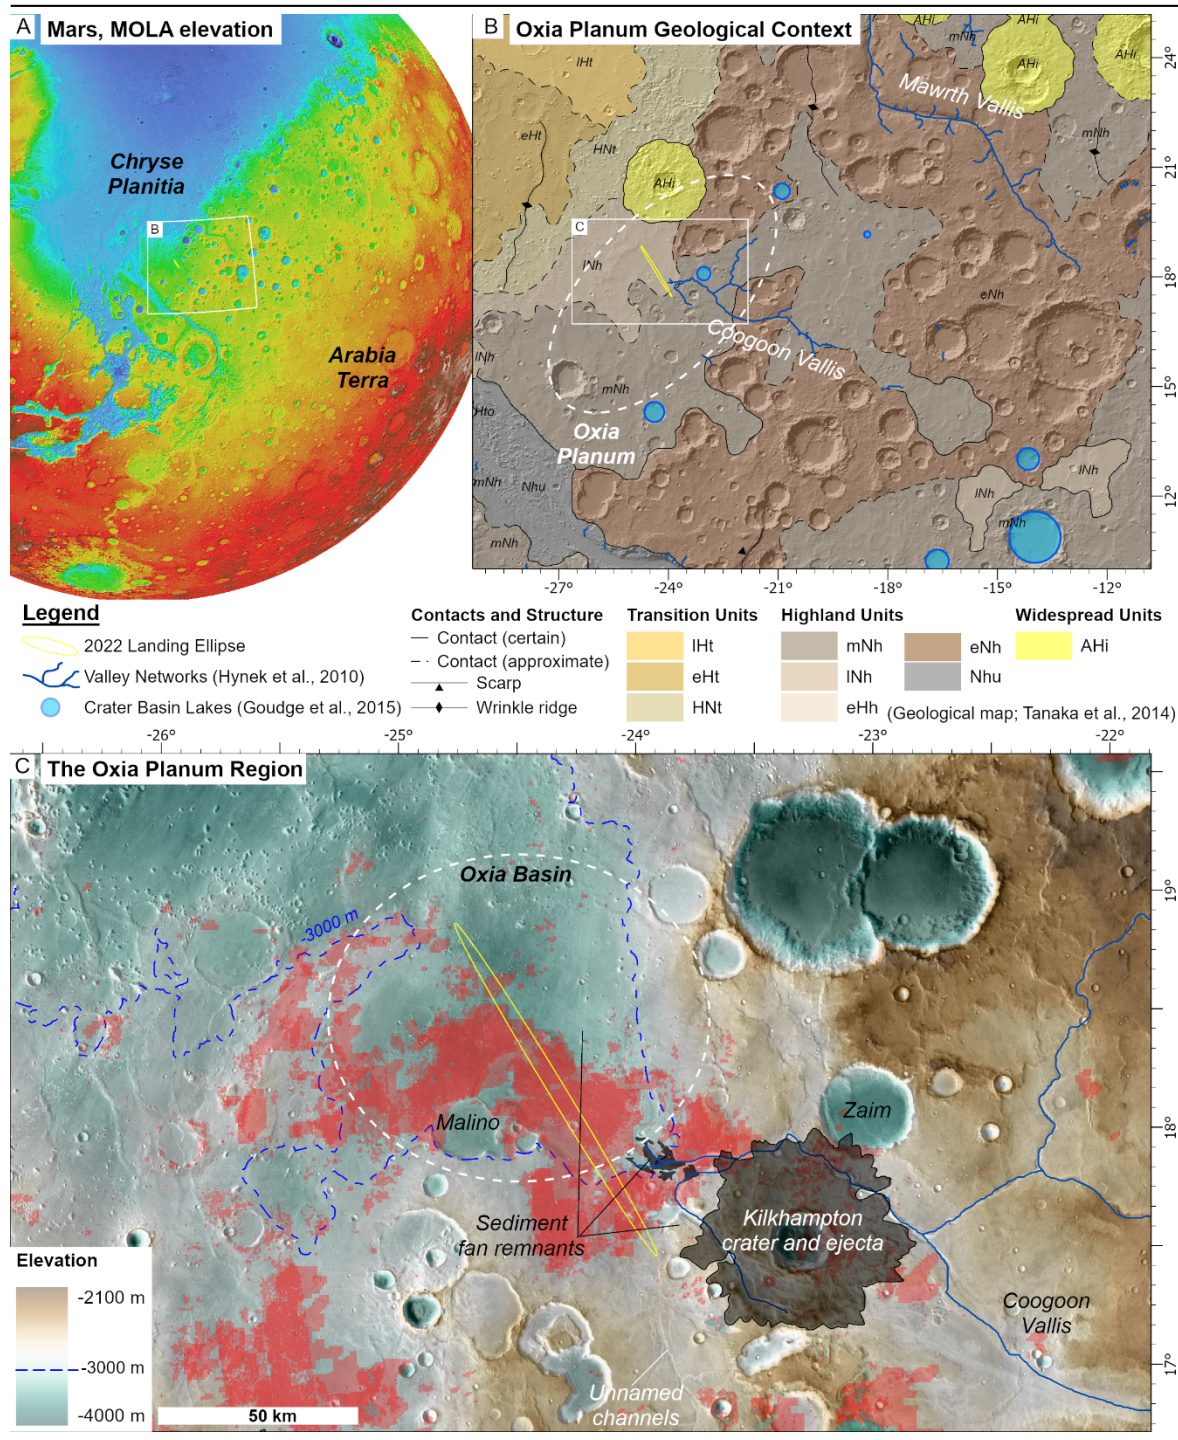 A
Mars, MOLA elevation
Chryse
Planitia
B
Arabia
Terra
B
Oxia Planum Geological Context
lHt
eHt
HNt
AHi
AHi
AHi
AHi
mNh
Mawrth Vallis
mNh
C
lNh
eNh
Coogoon Vallis
lNh
mNh
Hto
Oxia
Planum
mNh
Nhu
mNh
lNh
lNh
mNh
24°
21°
18°
15°
12°
-27°
-24°
-21°
-18°
-15°
-12°
Legend
2022 Landing Ellipse
Valley Networks (Hynek et al., 2010)
Crater Basin Lakes (Goudge et al., 2015)
Contacts and Structure
Contact (certain)
Contact (approximate)
Scarp
Wrinkle ridge
Transition Units
lHt
eHt
HNt
Highland Units
mNh
lNh
eHh
eNh
Nhu
Widespread Units
AHi
(Geological map; Tanaka et al., 2014)
-26°
-25°
-24°
-23°
-22°
C
The Oxia Planum Region
Oxia Basin
-3000 m
19°
Malino
Zaim
18°
Sediment
fan remnants
Kilkhampton
crater and ejecta
Coogoon
Vallis
17°
Unnamed
channels
Elevation
-2100 m
-3000 m
-4000 m
50 km